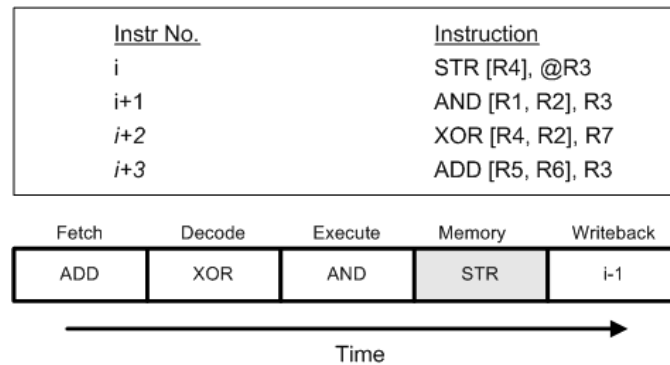 Instr No. Instruction
i STR [R4], @R3
i+1 AND [R1, R2], R3
i+2 XOR [R4, R2], R7
i+3 ADD [R5, R6], R3
Fetch Decode Execute Memory Writeback
ADD XOR AND STR i-1
Time